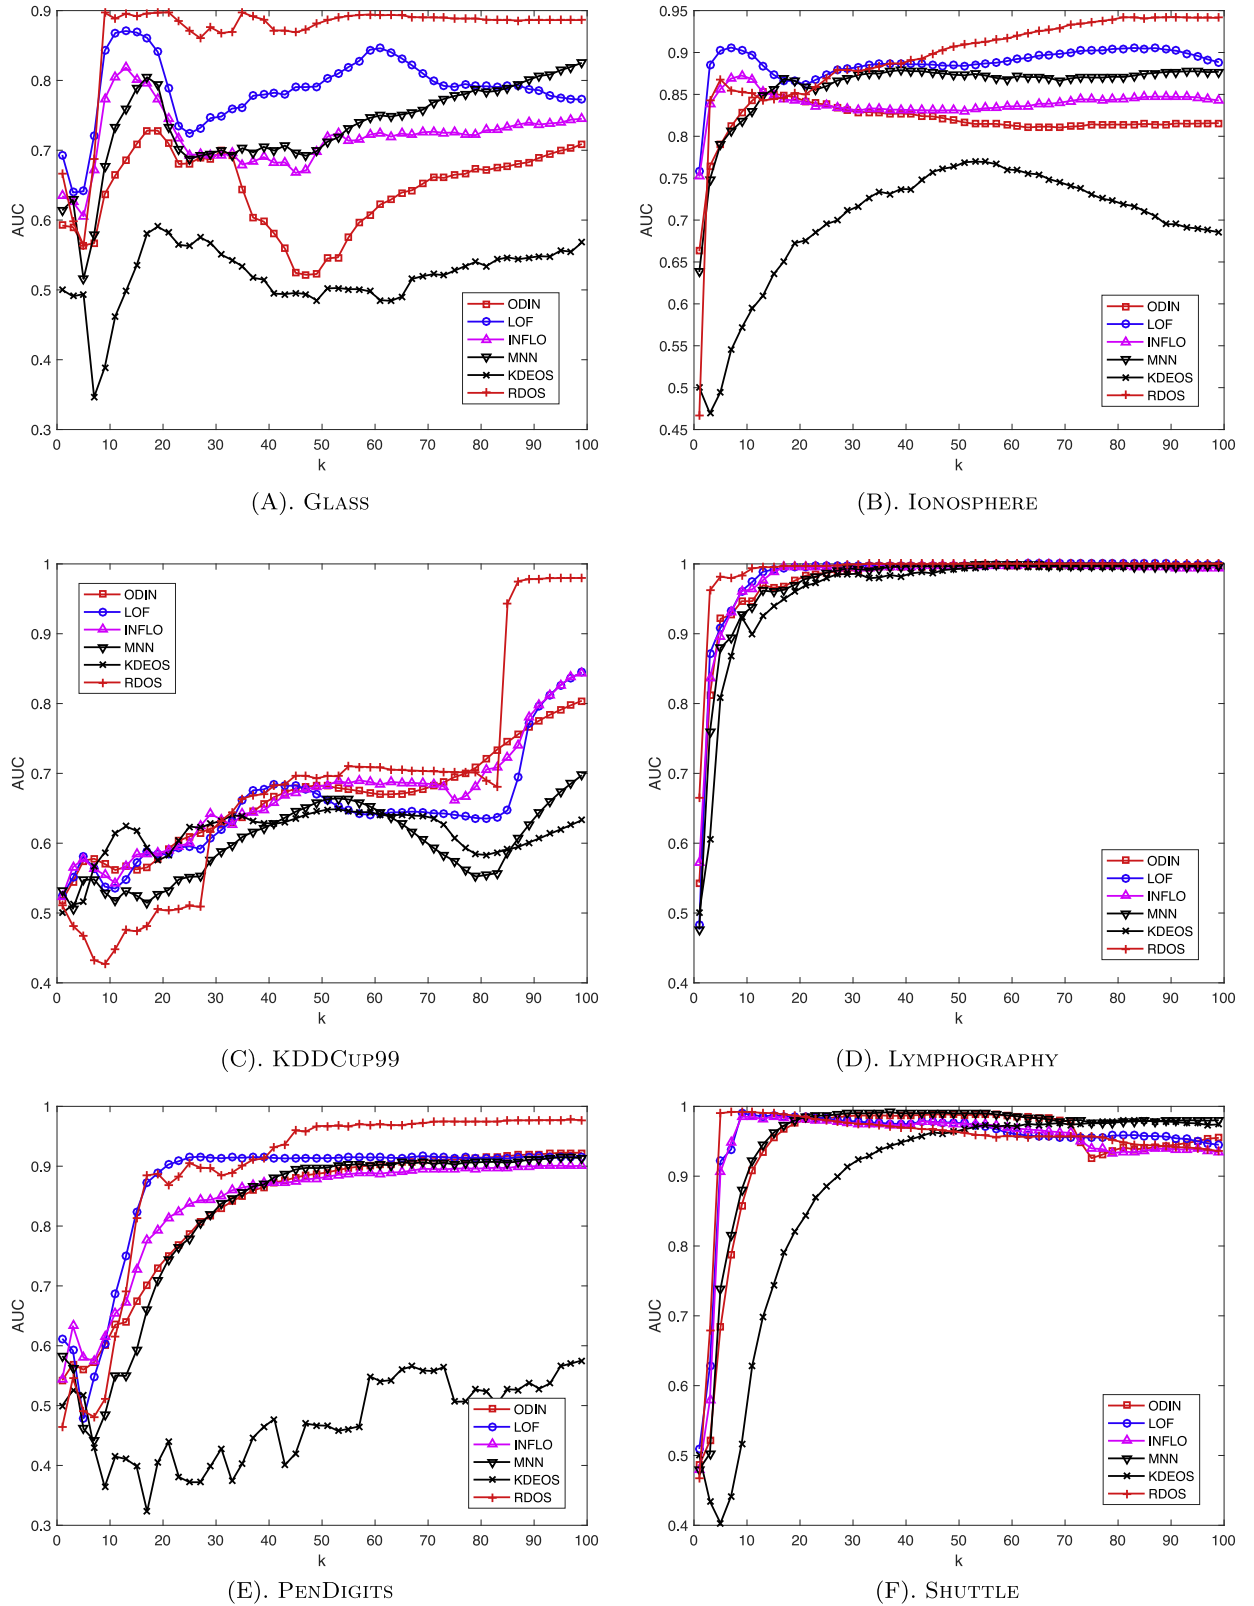 0.9
0.8
0.7
0.6
0.5
0.4
0.3
AUC
ODIN
LOF
INFLO
MNN
KDEOS
RDOS
0 10 20 30 40 50 60 70 80 90 100
k
(A). GLASS
0.95
0.9
0.85
0.8
0.75
0.7
0.65
0.6
0.55
0.5
0.45
AUC
ODIN
LOF
INFLO
MNN
KDEOS
RDOS
0 10 20 30 40 50 60 70 80 90 100
k
(B). IONOSPHERE
1
0.9
0.8
0.7
0.6
0.5
0.4
AUC
ODIN
LOF
INFLO
MNN
KDEOS
RDOS
0 10 20 30 40 50 60 70 80 90 100
k
(C). KDDCUP99
1
0.9
0.8
0.7
0.6
0.5
0.4
AUC
ODIN
LOF
INFLO
MNN
KDEOS
RDOS
0 10 20 30 40 50 60 70 80 90 100
k
(D). LYMPHOGRAPHY
1
0.9
0.8
0.7
0.6
0.5
0.4
0.3
AUC
ODIN
LOF
INFLO
MNN
KDEOS
RDOS
0 10 20 30 40 50 60 70 80 90 100
k
(E). PENDIGITS
1
0.9
0.8
0.7
0.6
0.5
0.4
AUC
ODIN
LOF
INFLO
MNN
KDEOS
RDOS
0 10 20 30 40 50 60 70 80 90 100
k
(F). SHUTTLE